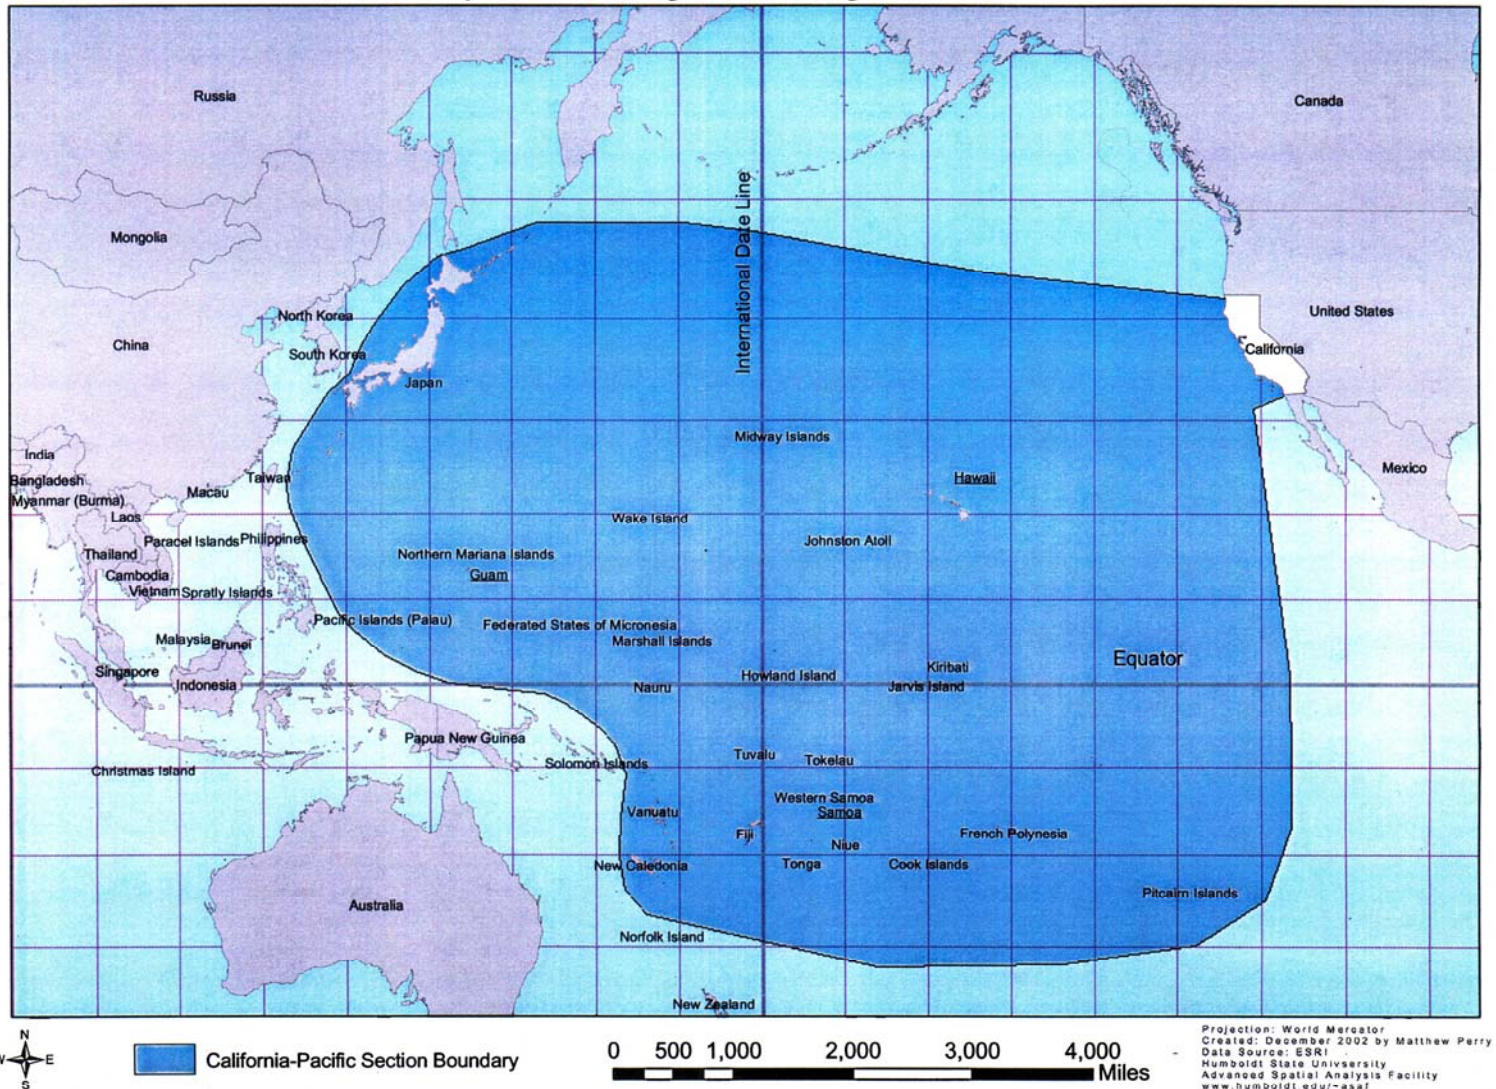 Russia
Canada
International Date Line
Mongolia
North Korea
United States
China
South Korea
California
Japan
Midway Islands
India
Mexico
Bangladesh
Taiwan
Hawaii
Macau
Myanmar (Burma)
Laos
Wake Island
Paracel Islands
Philippines
Johnston Atoll
Thailand
Northern Mariana Islands
Cambodia
Guam
Vietnam
Spratly Islands
Pacific Islands (Palau)
Federated States of Micronesia
Malaysia
Brunei
Marshall Islands
Equator
Singapore
Howland Island
Kiribati
Indonesia
Nauru
Jarvis Island
Papua New Guinea
Tuvalu
Tokelau
Solomon Islands
Christmas Island
Western Samoa
Vanuatu
Samoa
Fiji
French Polynesia
Niue
New Caledonia
Tonga
Cook Islands
Pitcairn Islands
Australia
Norfolk Island
New Zealand
N
W E
S
California-Pacific Section Boundary
0 500 1,000 2,000 3,000 4,000
Miles
Projection: World Mercator
Created: December 2002 by Matthew Perry
Data Source: ESRI
Humboldt State University
Advanced Spatial Analysis Facility
www.humboldt.edu/~asaf